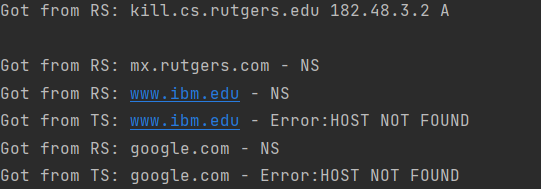 Got from RS: kill.cs.rutgers.edu 182.48.3.2 A
Got from RS: mx.rutgers.com - NS
Got from RS: www.ibm.edu - NS
Got from TS: www.ibm.edu - Error:HOST NOT FOUND
Got from RS: google.com - NS
Got from TS: google.com - Error:HOST NOT FOUND